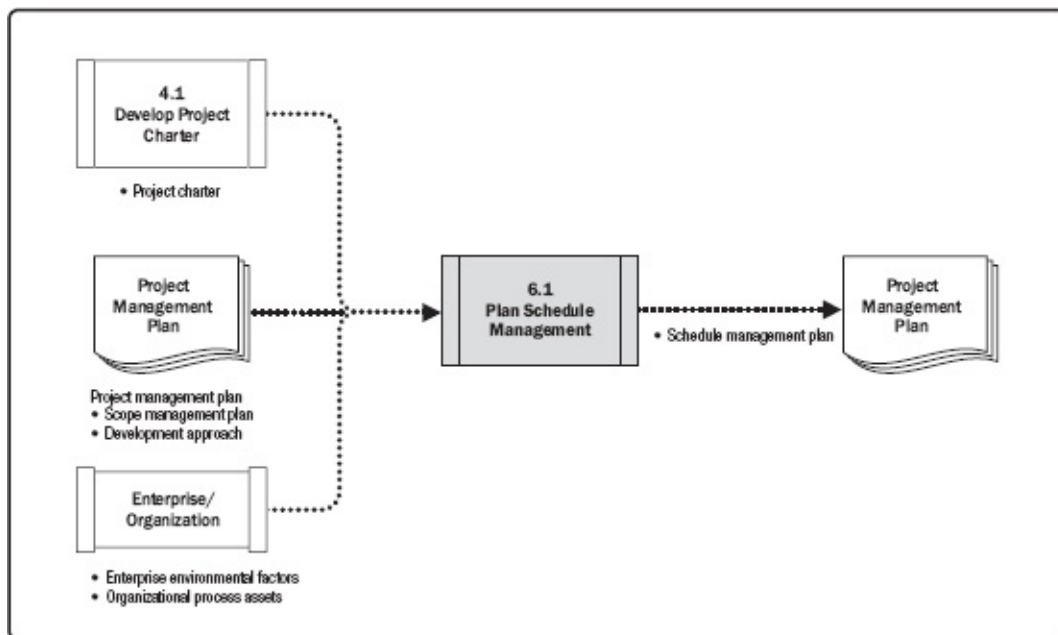 4.1
Develop Project
Charter
• Project charter
Project
Management
Plan
Project management plan
• Scope management plan
• Development approach
Enterprise/
Organization
• Enterprise environmental factors
• Organizational process assets
6.1
Plan Schedule
Management
• Schedule management plan
Project
Management
Plan